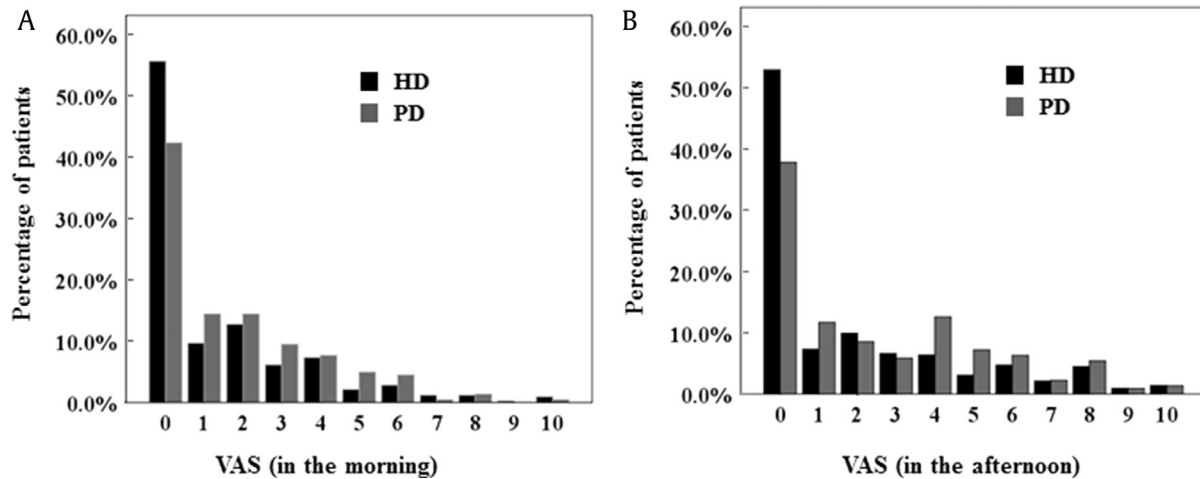 A
Percentage of patients
60.0%
50.0%
40.0%
30.0%
20.0%
10.0%
0.0%
HD
PD
0 1 2 3 4 5 6 7 8 9 10
VAS (in the morning)
B
Percentage of patients
60.0%
50.0%
40.0%
30.0%
20.0%
10.0%
0.0%
HD
PD
0 1 2 3 4 5 6 7 8 9 10
VAS (in the afternoon)